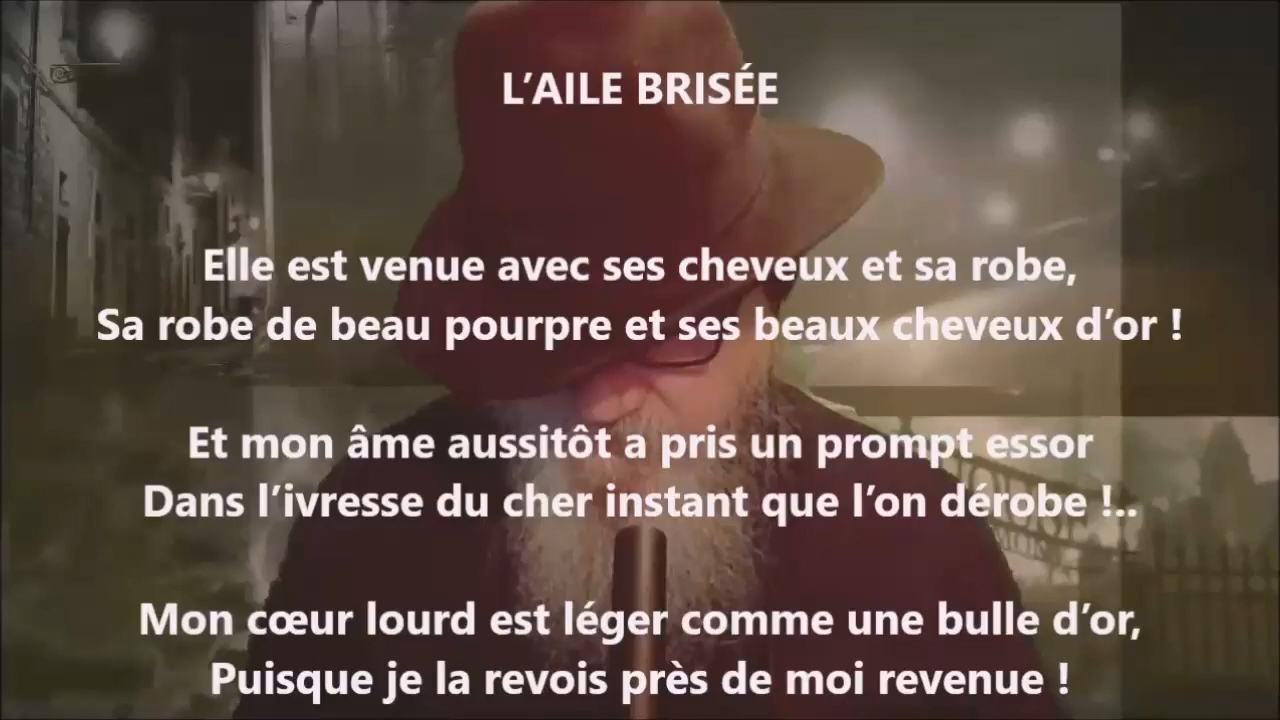 L’AILE BRISÉE
Elle est venue avec ses cheveux et sa robe,
Sa robe de beau pourpre et ses beaux cheveux d’or !
Et mon âme aussitôt a pris un prompt essor
Dans l’ivresse du cher instant que l’on dérobe !..
Mon cœur lourd est léger comme une bulle d’or,
Puisque je la revois près de moi revenue !